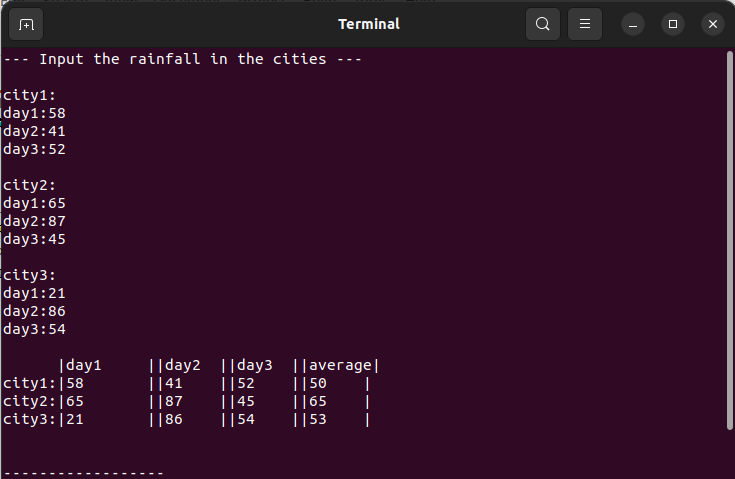 Terminal
--- Input the rainfall in the cities ---
city1:
day1:58
day2:41
day3:52
city2:
day1:65
day2:87
day3:45
city3:
day1:21
day2:86
day3:54
      |day1     ||day2  ||day3  ||average|
city1:|58       ||41    ||52    ||50    |
city2:|65       ||87    ||45    ||65    |
city3:|21       ||86    ||54    ||53    |
------------------